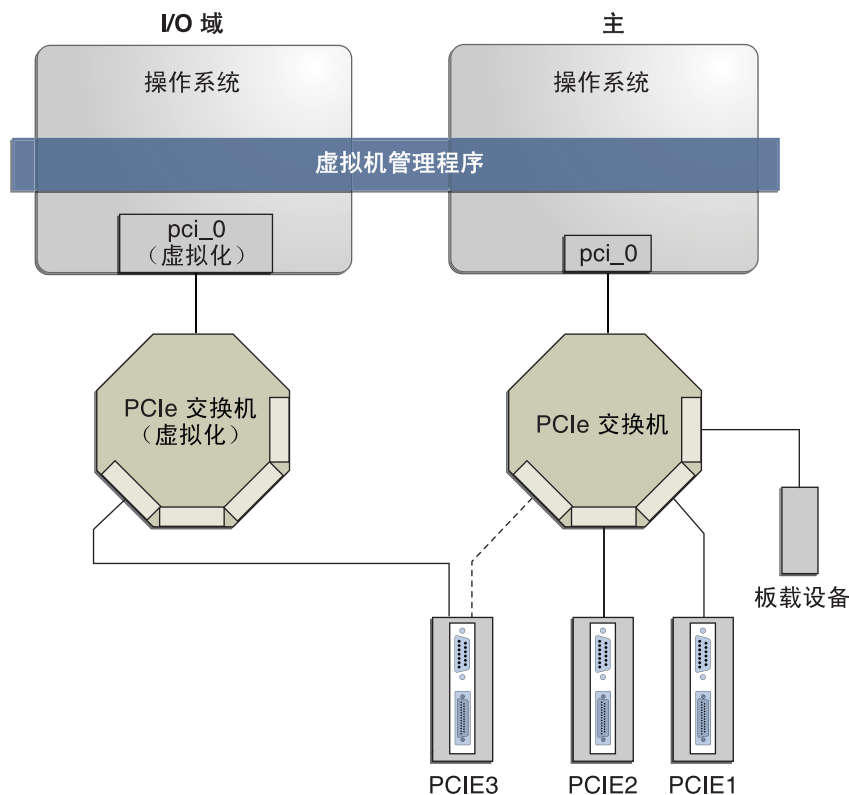 I/O 域
主
操作系统
操作系统
虚拟机管理程序
pci_0
（虚拟化）
pci_0
PCIe 交换机
（虚拟化）
PCIe 交换机
板载设备
PCIE3
PCIE2
PCIE1